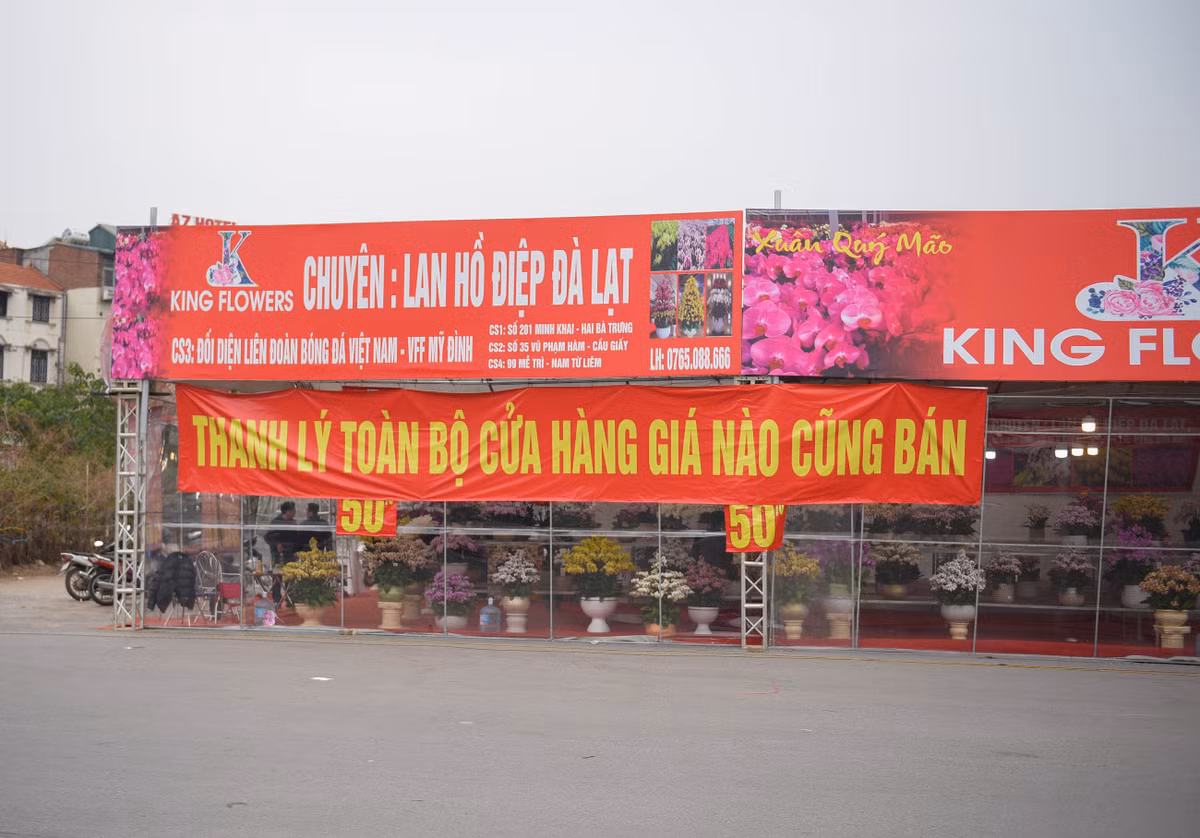 AZ HOTEL
K
KING FLOWERS
CHUYÊN : LAN HỒ ĐIỆP ĐÀ LẠT
CS3: ĐỐI DIỆN LIÊN ĐOÀN BÓNG ĐÁ VIỆT NAM - VFF MỸ ĐÌNH
CS1: SỐ 201 MINH KHAI - HAI BÀ TRƯNG
CS2: SỐ 35 VŨ PHẠM HÀM - CẦU GIẤY
CS4: 99 MỄ TRÌ - NAM TỪ LIÊM
LH: 0765.088.666
Xuân Quý Mão
K
KING FLO
THANH LÝ TOÀN BỘ CỬA HÀNG GIÁ NÀO CŨNG BÁN
50%
50%